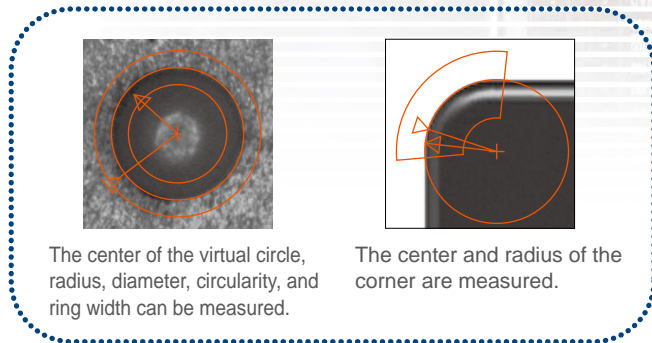 The center of the virtual circle,
radius, diameter, circularity, and
ring width can be measured.
The center and radius of the
corner are measured.